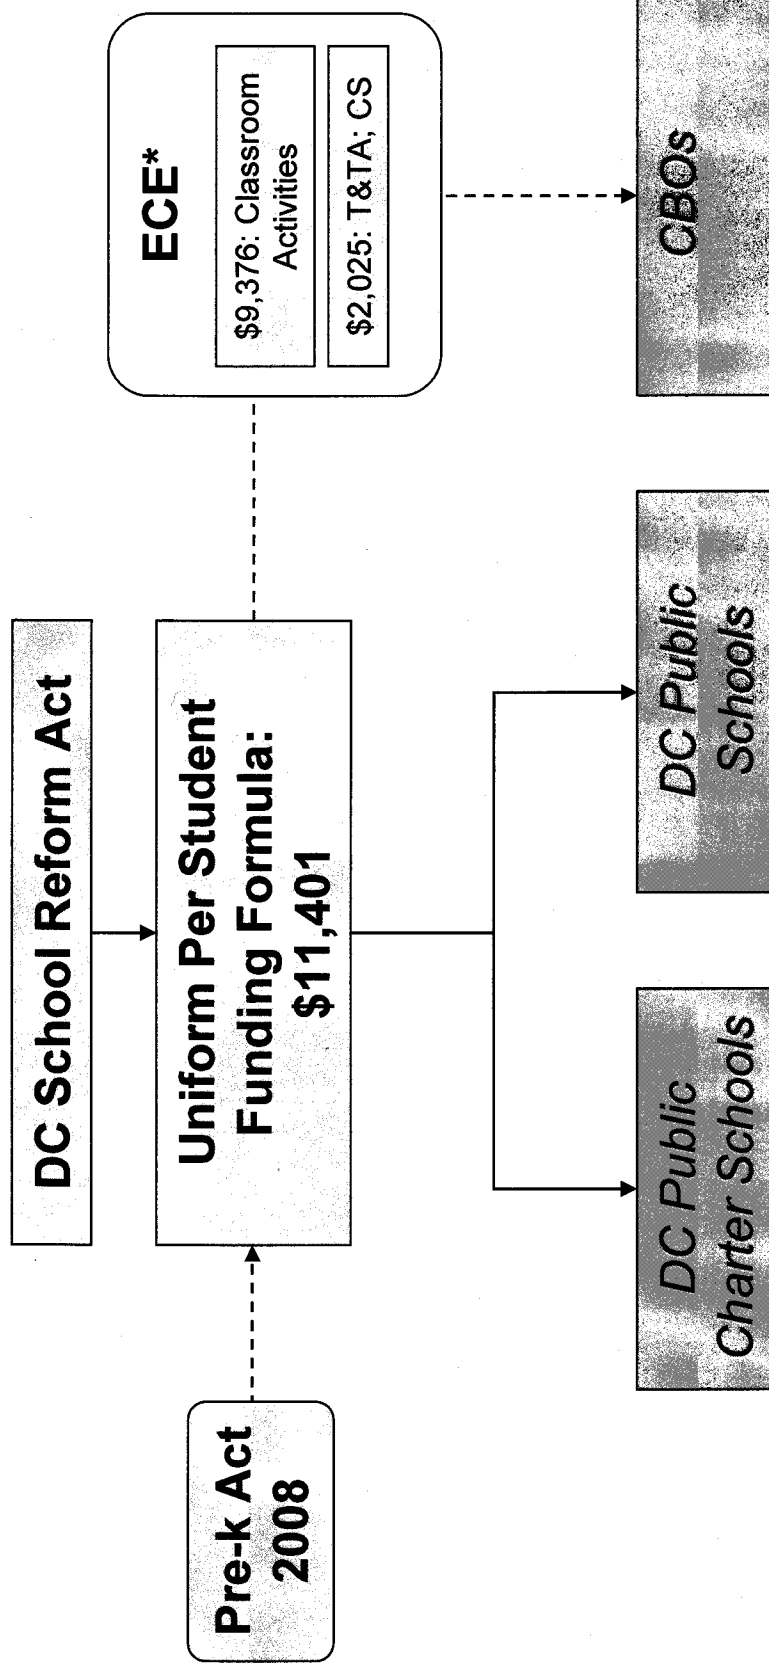 DC School Reform Act
Pre-k Act
2008
Uniform Per Student
Funding Formula:
$11,401
ECE*
$9,376: Classroom
Activities
$2,025: T&TA; CS
DC Public
Charter Schools
DC Public
Schools
CBOs